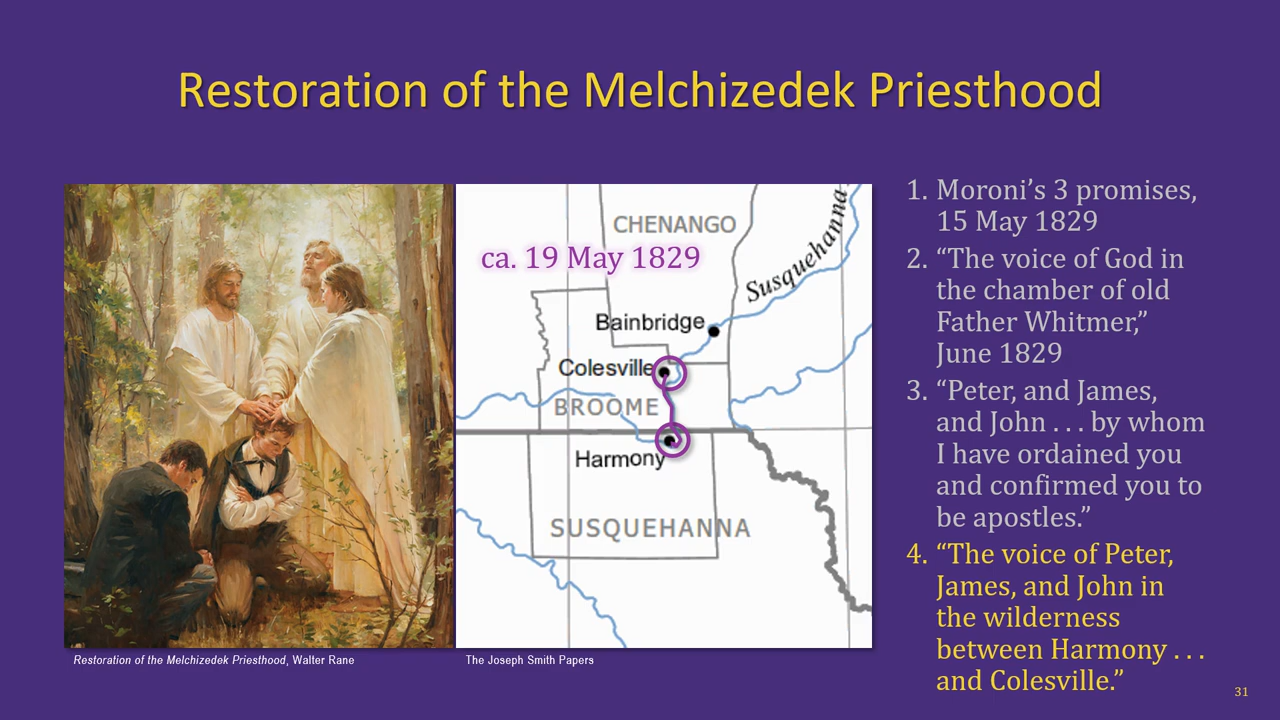 Restoration of the Melchizedek Priesthood
CHENANGO
Susquehanna
ca. 19 May 1829
Bainbridge
Colesville
BROOME
Harmony
SUSQUEHANNA
Restoration of the Melchizedek Priesthood, Walter Rane
The Joseph Smith Papers
1. Moroni’s 3 promises,
15 May 1829
2. “The voice of God in
the chamber of old
Father Whitmer,”
June 1829
3. “Peter, and James,
and John . . . by whom
I have ordained you
and confirmed you to
be apostles.”
4. “The voice of Peter,
James, and John in
the wilderness
between Harmony . . .
and Colesville.”
31